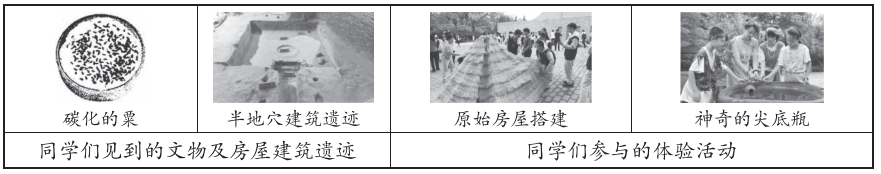 碳化的粟
半地穴建筑遗迹
原始房屋搭建
神奇的尖底瓶
同学们见到的文物及房屋建筑遗迹
同学们参与的体验活动